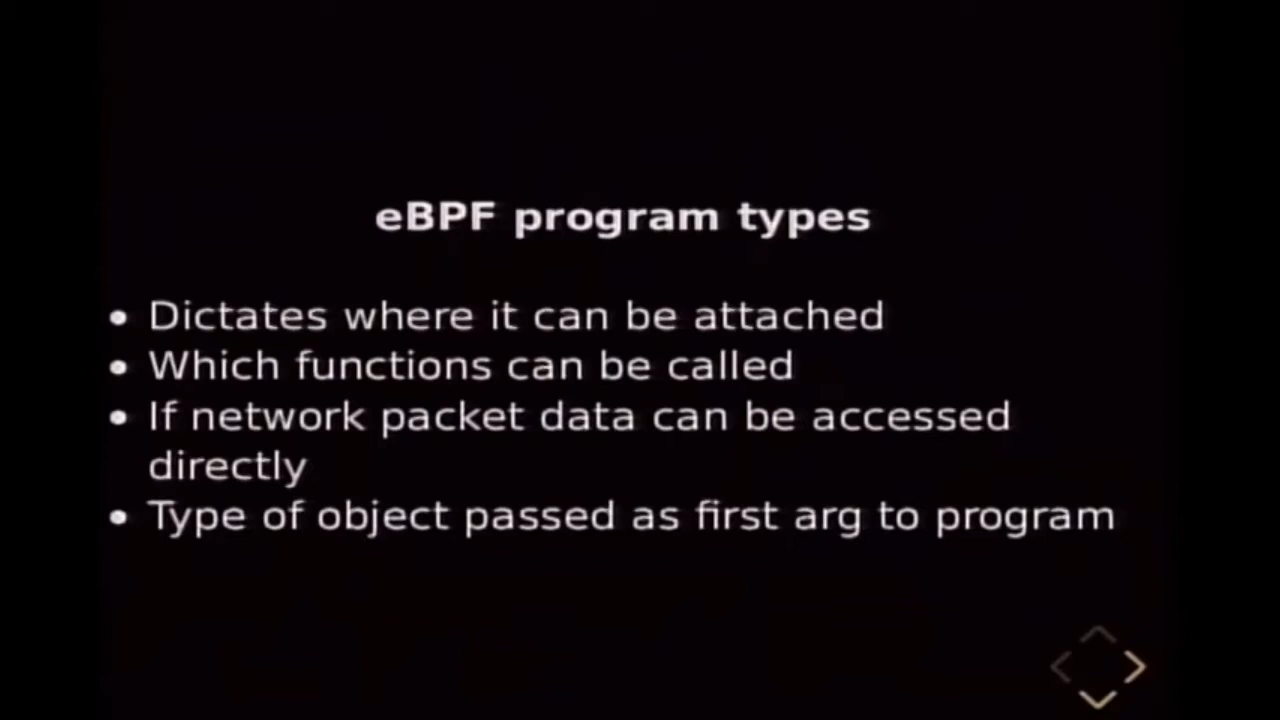 eBPF program types
• Dictates where it can be attached
• Which functions can be called
• If network packet data can be accessed
directly
• Type of object passed as first arg to program